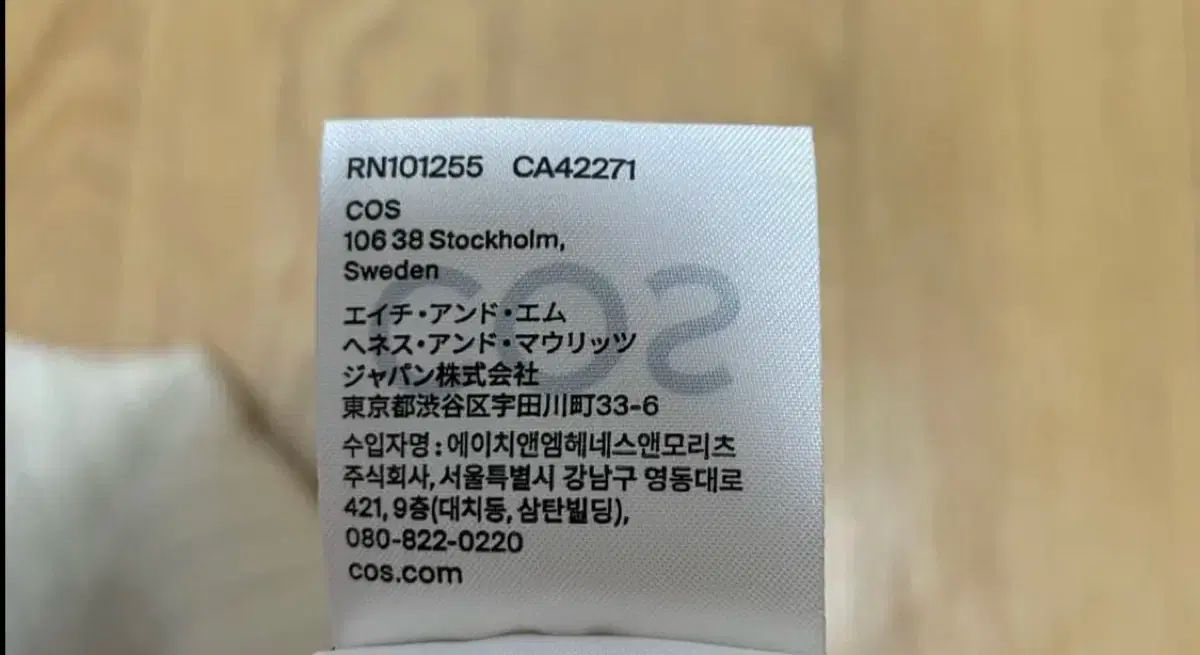 RN101255 CA42271
COS
106 38 Stockholm,
Sweden
エイチ・アンド・エム
ヘネス・アンド・マウリッツ
ジャパン株式会社
東京都渋谷区宇田川町33-6
수입자명 : 에이치앤엠헤네스앤모리츠
주식회사, 서울특별시 강남구 영동대로
421, 9층(대치동, 삼탄빌딩),
080-822-0220
cos.com
COS